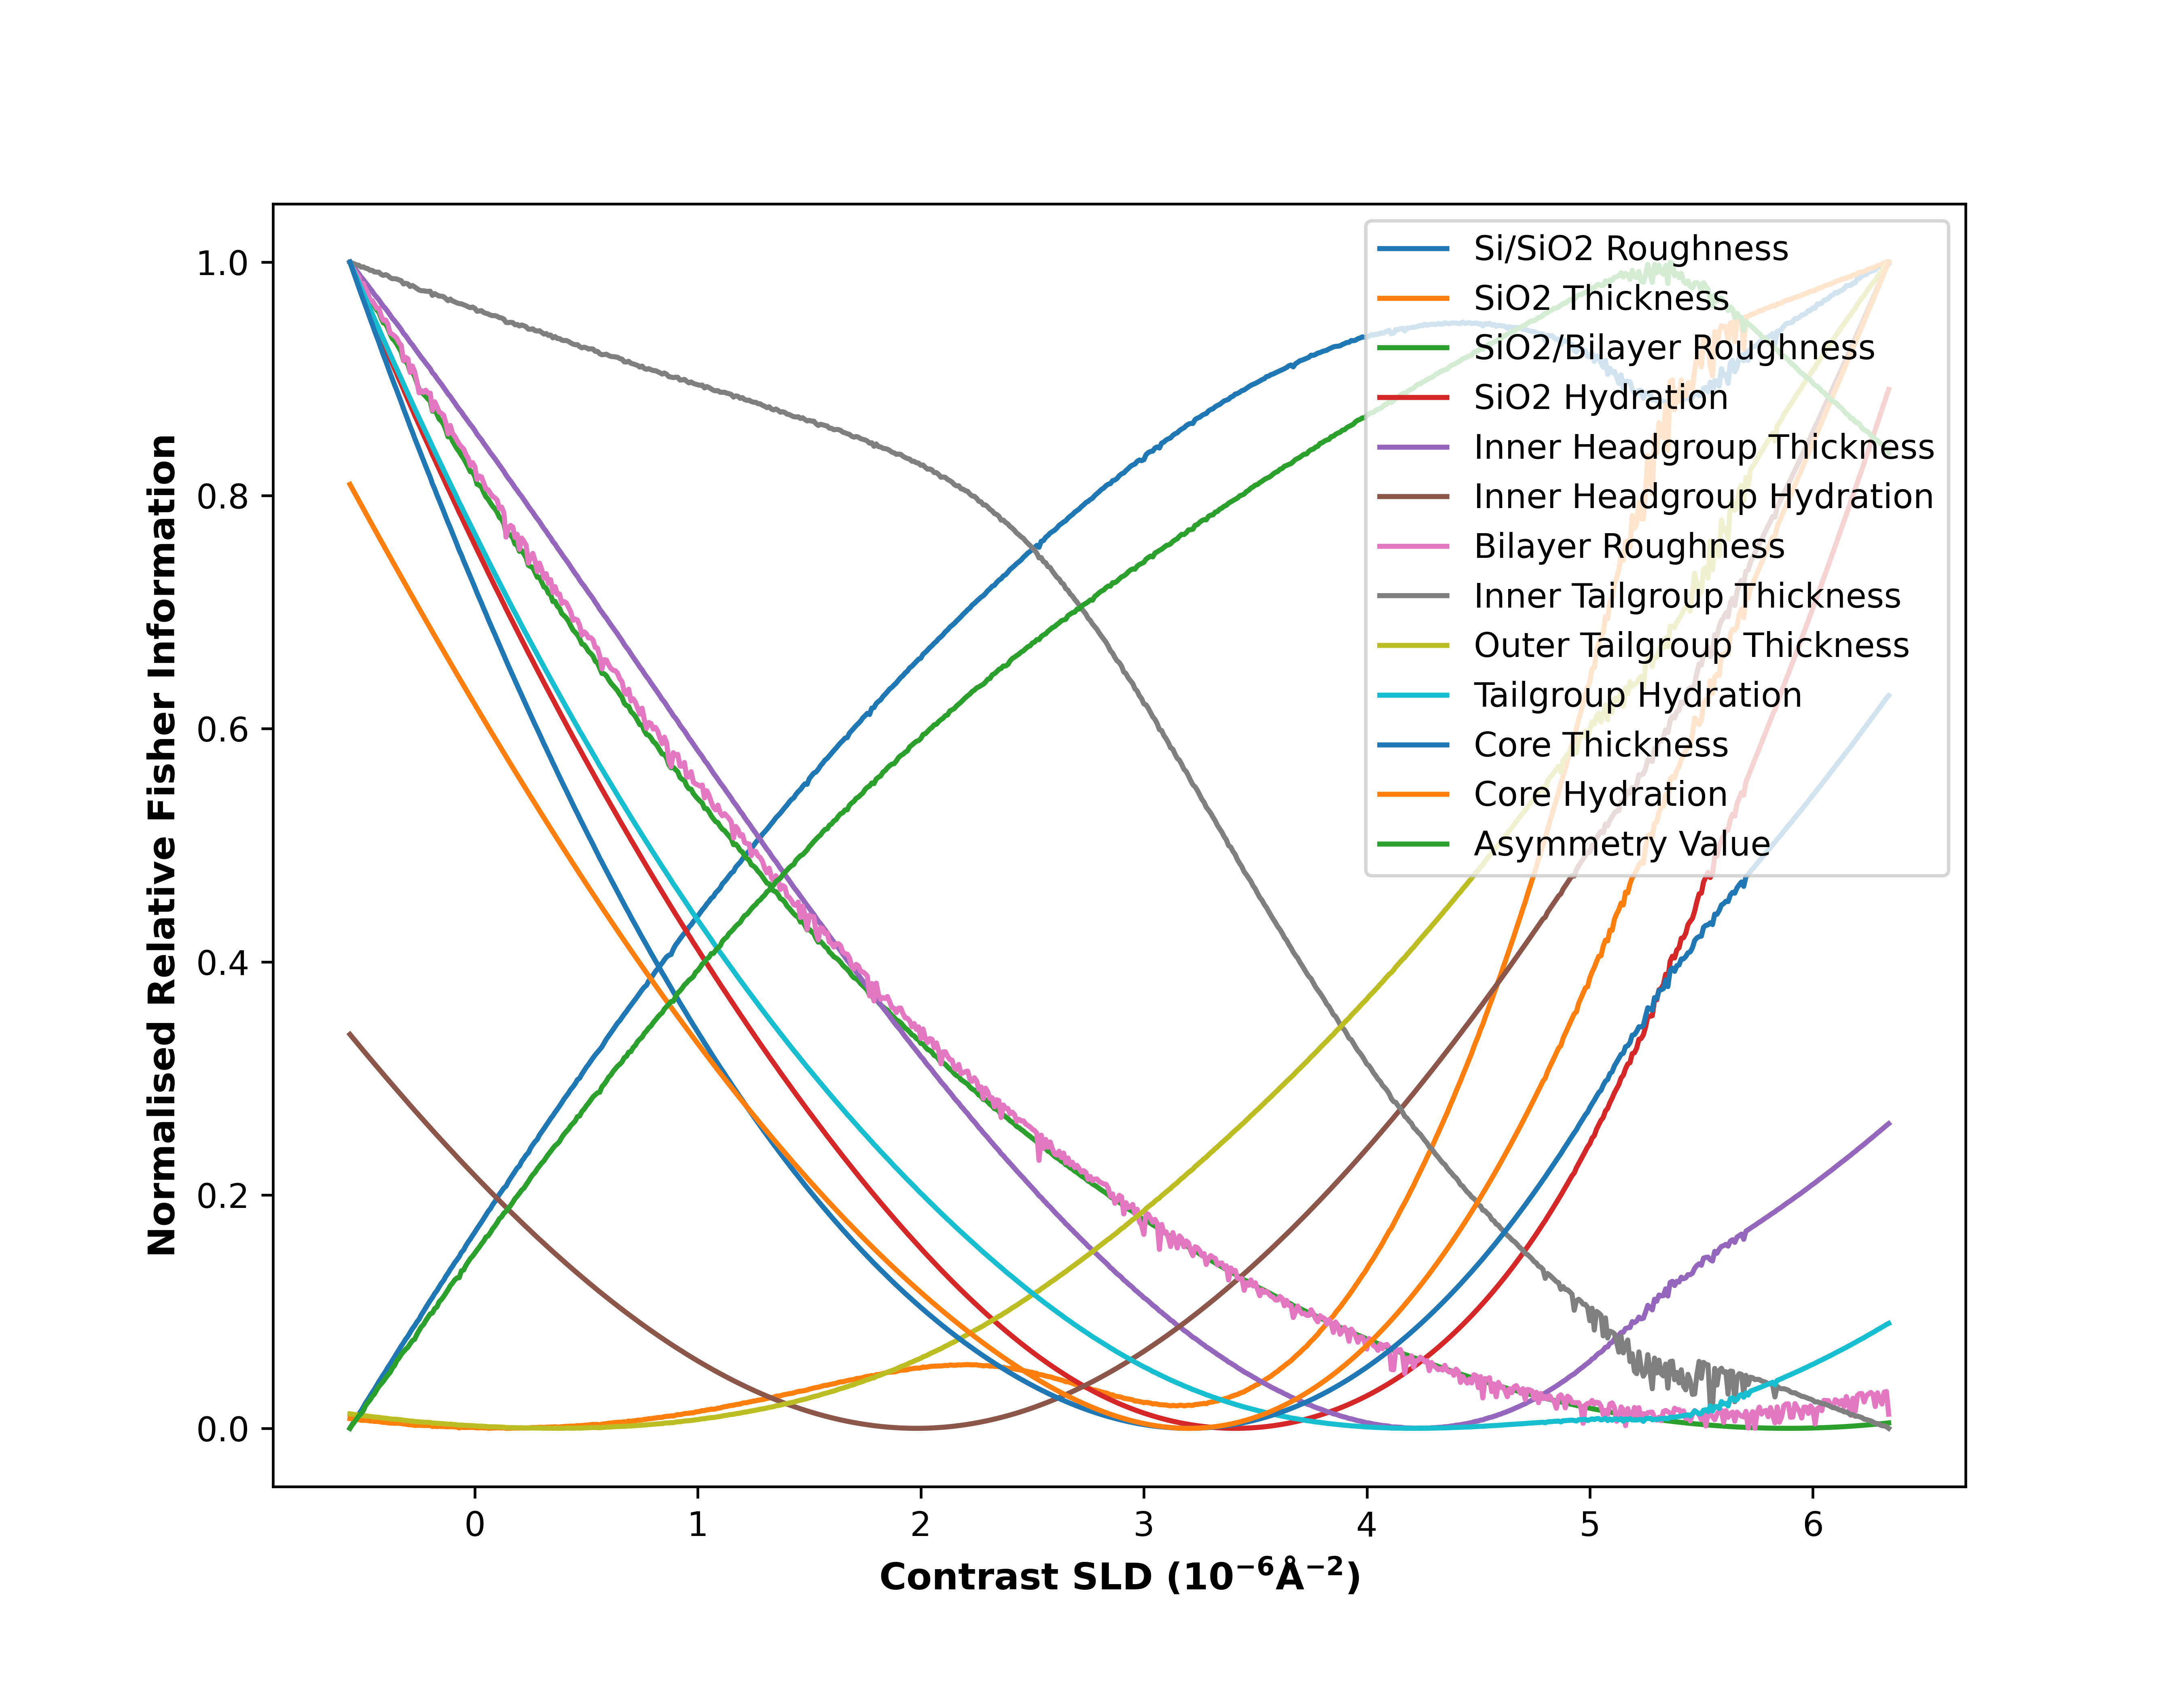 Normalised Relative Fisher Information
1.0
0.8
0.6
0.4
0.2
0.0
Si/SiO2 Roughness
SiO2 Thickness
SiO2/Bilayer Roughness
SiO2 Hydration
Inner Headgroup Thickness
Inner Headgroup Hydration
Bilayer Roughness
Inner Tailgroup Thickness
Outer Tailgroup Thickness
Tailgroup Hydration
Core Thickness
Core Hydration
Asymmetry Value
0 1 2 3 4 5 6
Contrast SLD (10⁻⁶Å⁻²)